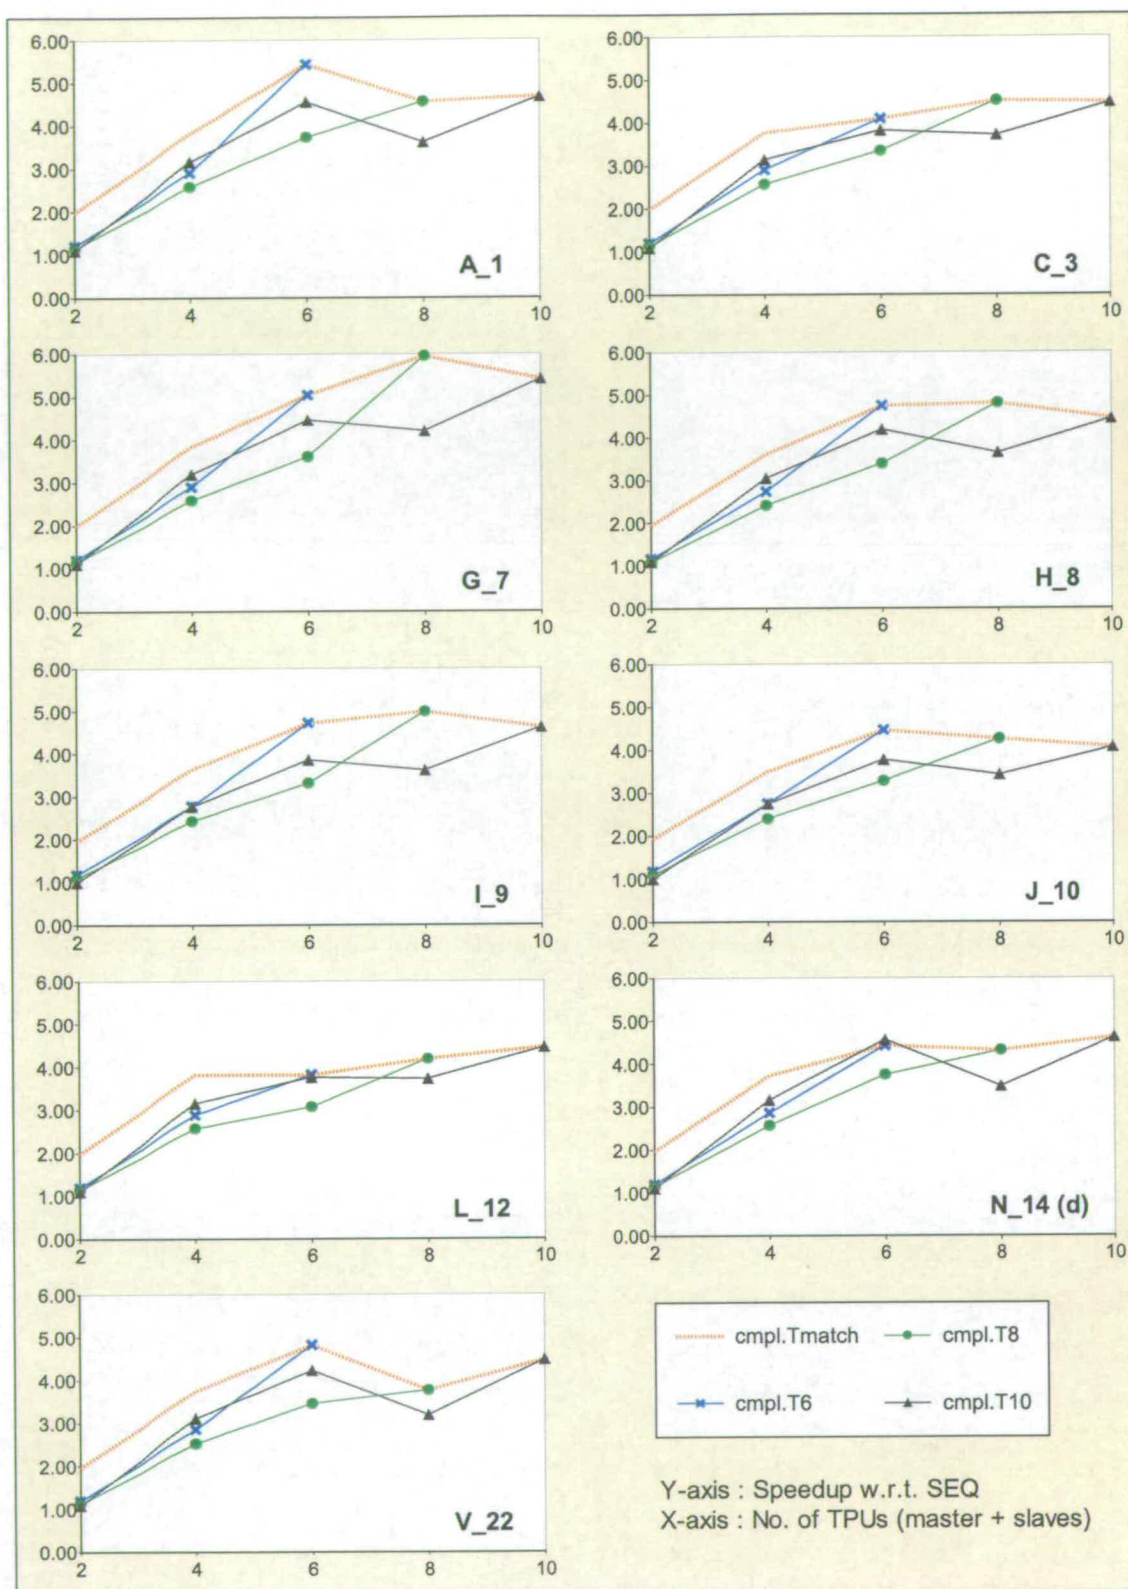 6.00
5.00
4.00
3.00
2.00
1.00
0.00
2 4 6 8 10
A_1
6.00
5.00
4.00
3.00
2.00
1.00
0.00
2 4 6 8 10
C_3
6.00
5.00
4.00
3.00
2.00
1.00
0.00
2 4 6 8 10
G_7
6.00
5.00
4.00
3.00
2.00
1.00
0.00
2 4 6 8 10
H_8
6.00
5.00
4.00
3.00
2.00
1.00
0.00
2 4 6 8 10
I_9
6.00
5.00
4.00
3.00
2.00
1.00
0.00
2 4 6 8 10
J_10
6.00
5.00
4.00
3.00
2.00
1.00
0.00
2 4 6 8 10
L_12
6.00
5.00
4.00
3.00
2.00
1.00
0.00
2 4 6 8 10
N_14 (d)
6.00
5.00
4.00
3.00
2.00
1.00
0.00
2 4 6 8 10
V_22
cmpl.Tmatch cmpl.T8
cmpl.T6 cmpl.T10
Y-axis : Speedup w.r.t. SEQ
X-axis : No. of TPUs (master + slaves)